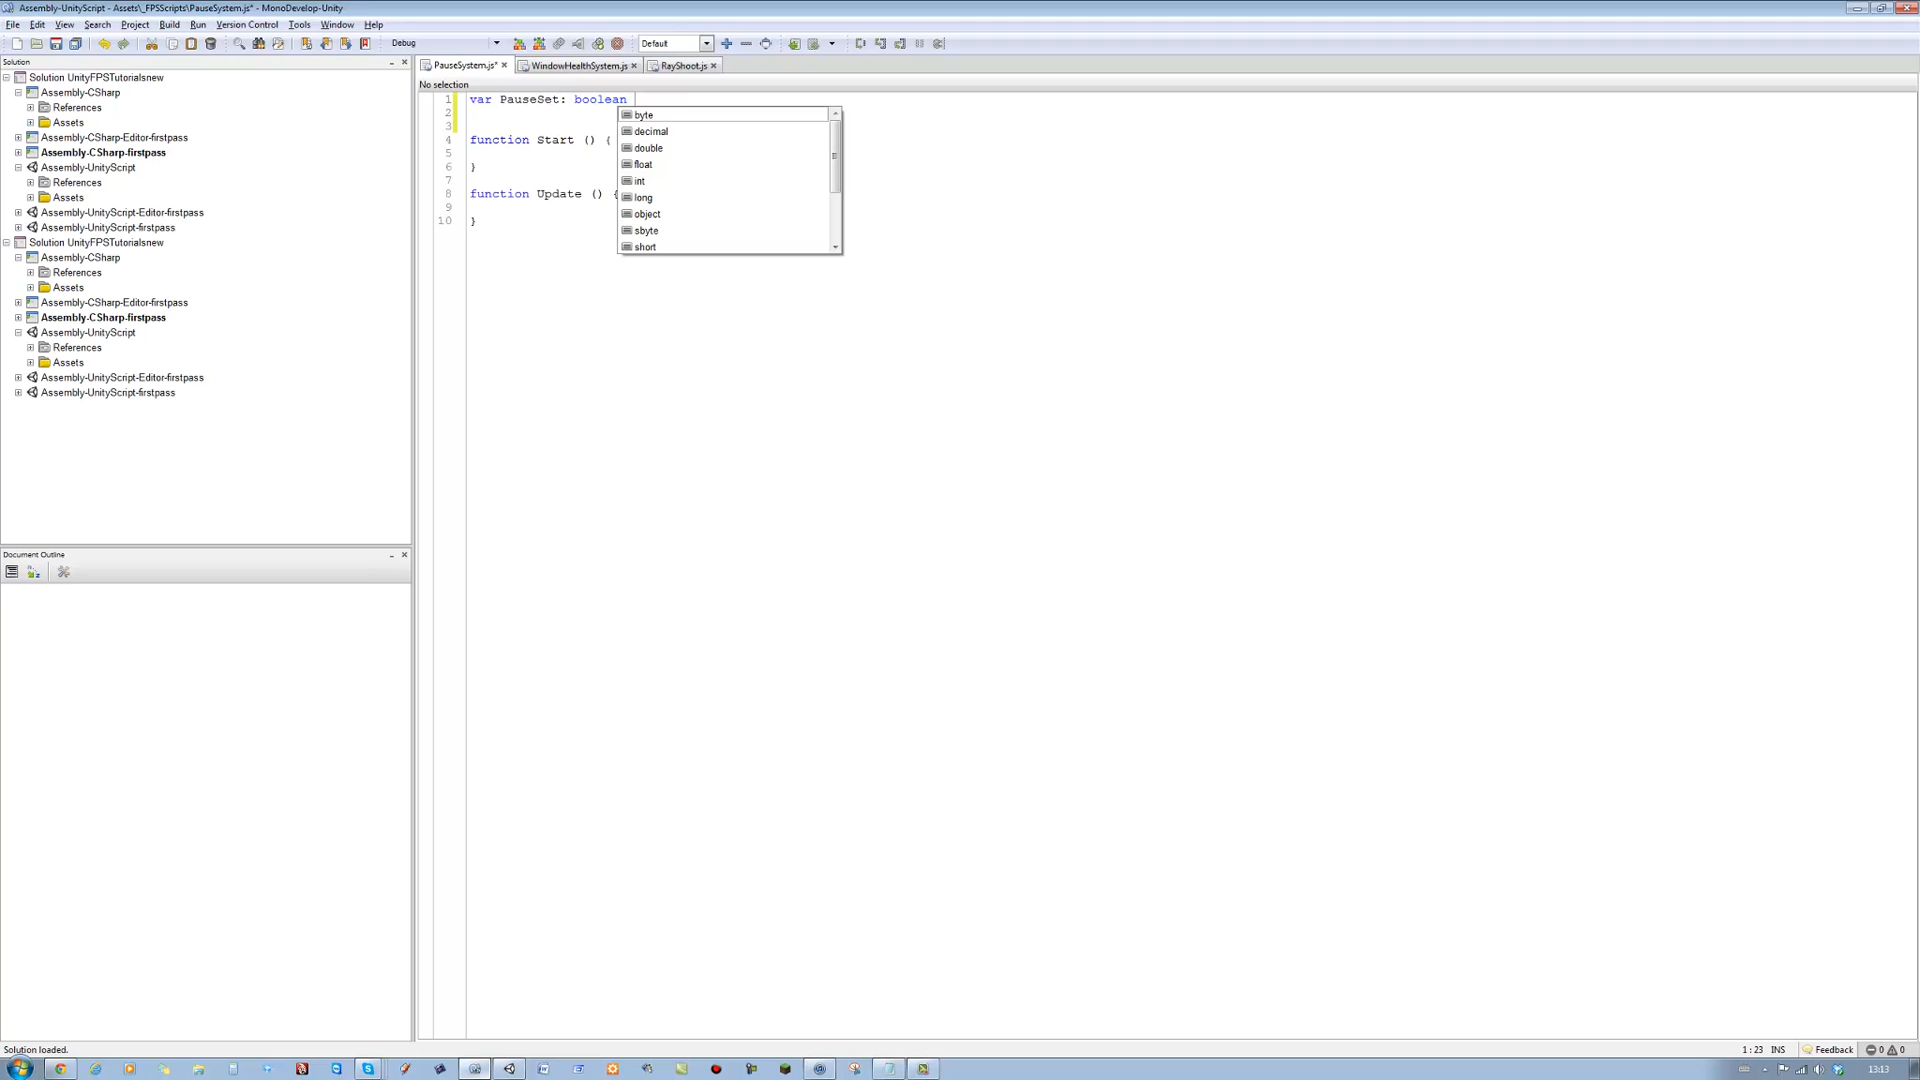 Assembly-UnityScript - Assets\_FPSScripts\PauseSystem.js* - MonoDevelop-Unity
File Edit View Search Project Build Run Version Control Tools Window Help
Debug Default
Solution
Solution UnityFPSTutorialsnew
Assembly-CSharp
References
Assets
Assembly-CSharp-Editor-firstpass
Assembly-CSharp-firstpass
Assembly-UnityScript
References
Assets
Assembly-UnityScript-Editor-firstpass
Assembly-UnityScript-firstpass
Solution UnityFPSTutorialsnew
Assembly-CSharp
References
Assets
Assembly-CSharp-Editor-firstpass
Assembly-CSharp-firstpass
Assembly-UnityScript
References
Assets
Assembly-UnityScript-Editor-firstpass
Assembly-UnityScript-firstpass
Document Outline
PauseSystem.js* WindowHealthSystem.js RayShoot.js
No selection
1 var PauseSet: boolean
2
3
4 function Start () {
5
6 }
7
8 function Update () {
9
10 }
byte
decimal
double
float
int
long
object
sbyte
short
Solution loaded.
1 : 23 INS Feedback 0 0
13:13